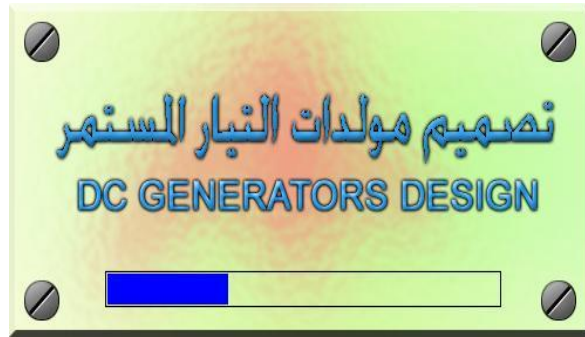 تصميم مولدات التيار المستمر
DC GENERATORS DESIGN